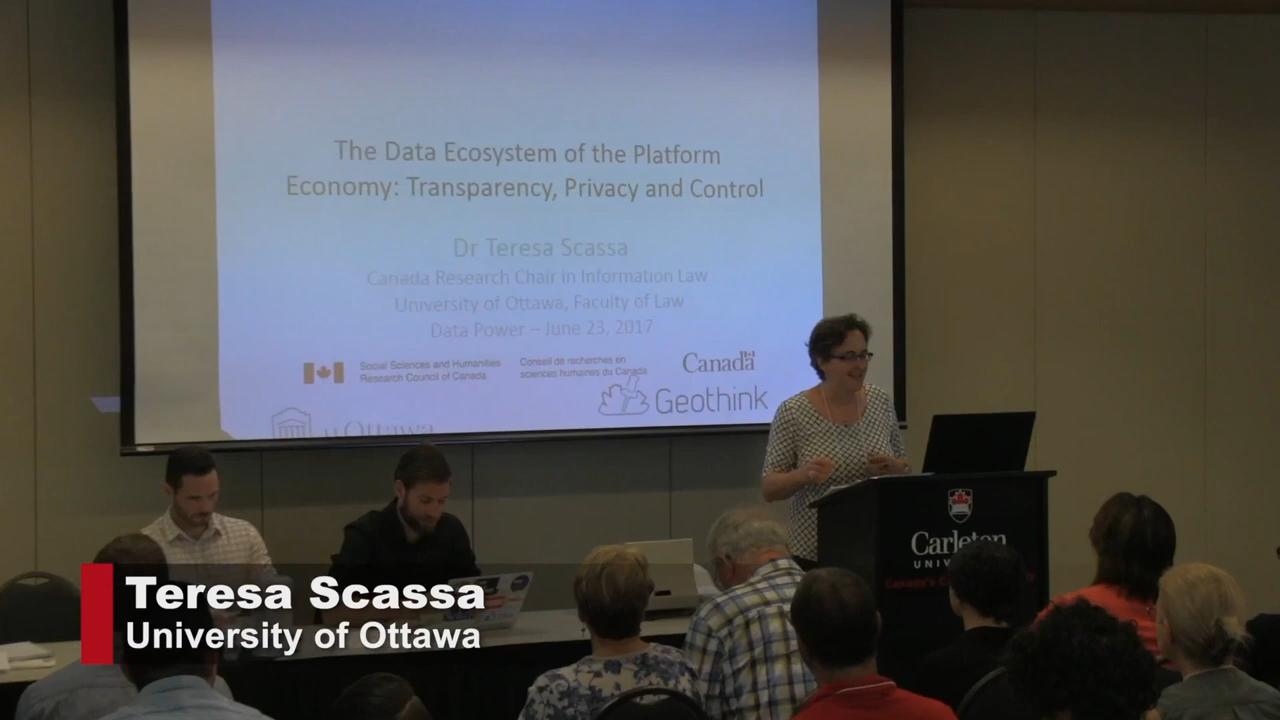 The Data Ecosystem of the Platform
Economy: Transparency, Privacy and Control
Dr Teresa Scassa
Canada Research Chair in Information Law
University of Ottawa, Faculty of Law
Data Power – June 23, 2017
Social Sciences and Humanities
Research Council of Canada
Conseil de recherches en
sciences humaines du Canada
Canada
Geothink
uOttawa
Carleton
Canada's
Teresa Scassa
University of Ottawa